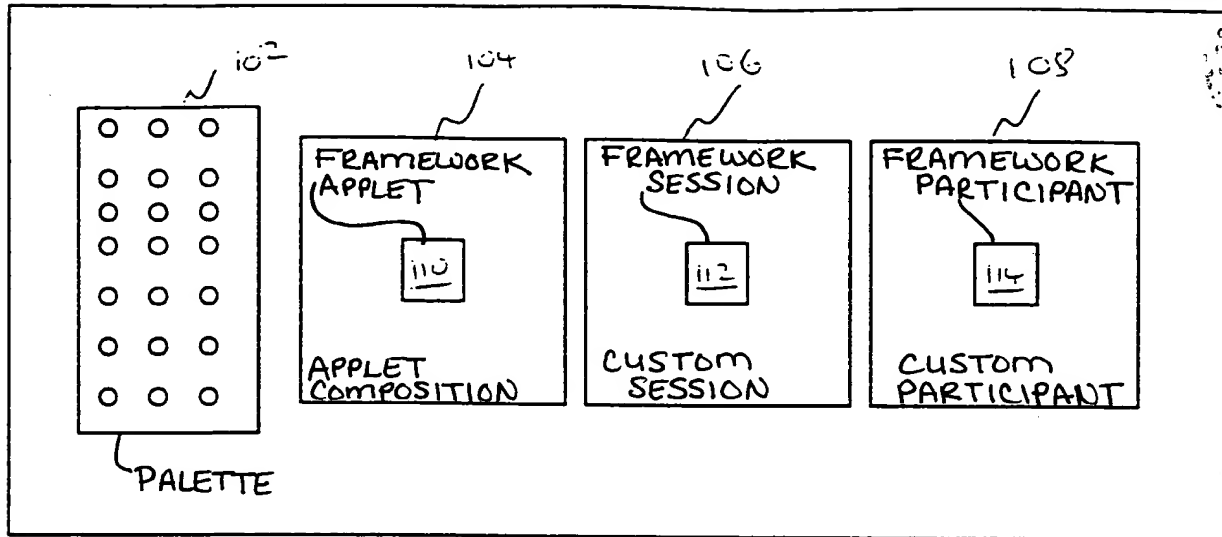 102
104
106
108
FRAMEWORK
APPLET
110
APPLET
COMPOSITION
FRAMEWORK
SESSION
112
CUSTOM
SESSION
FRAMEWORK
PARTICIPANT
114
CUSTOM
PARTICIPANT
PALETTE